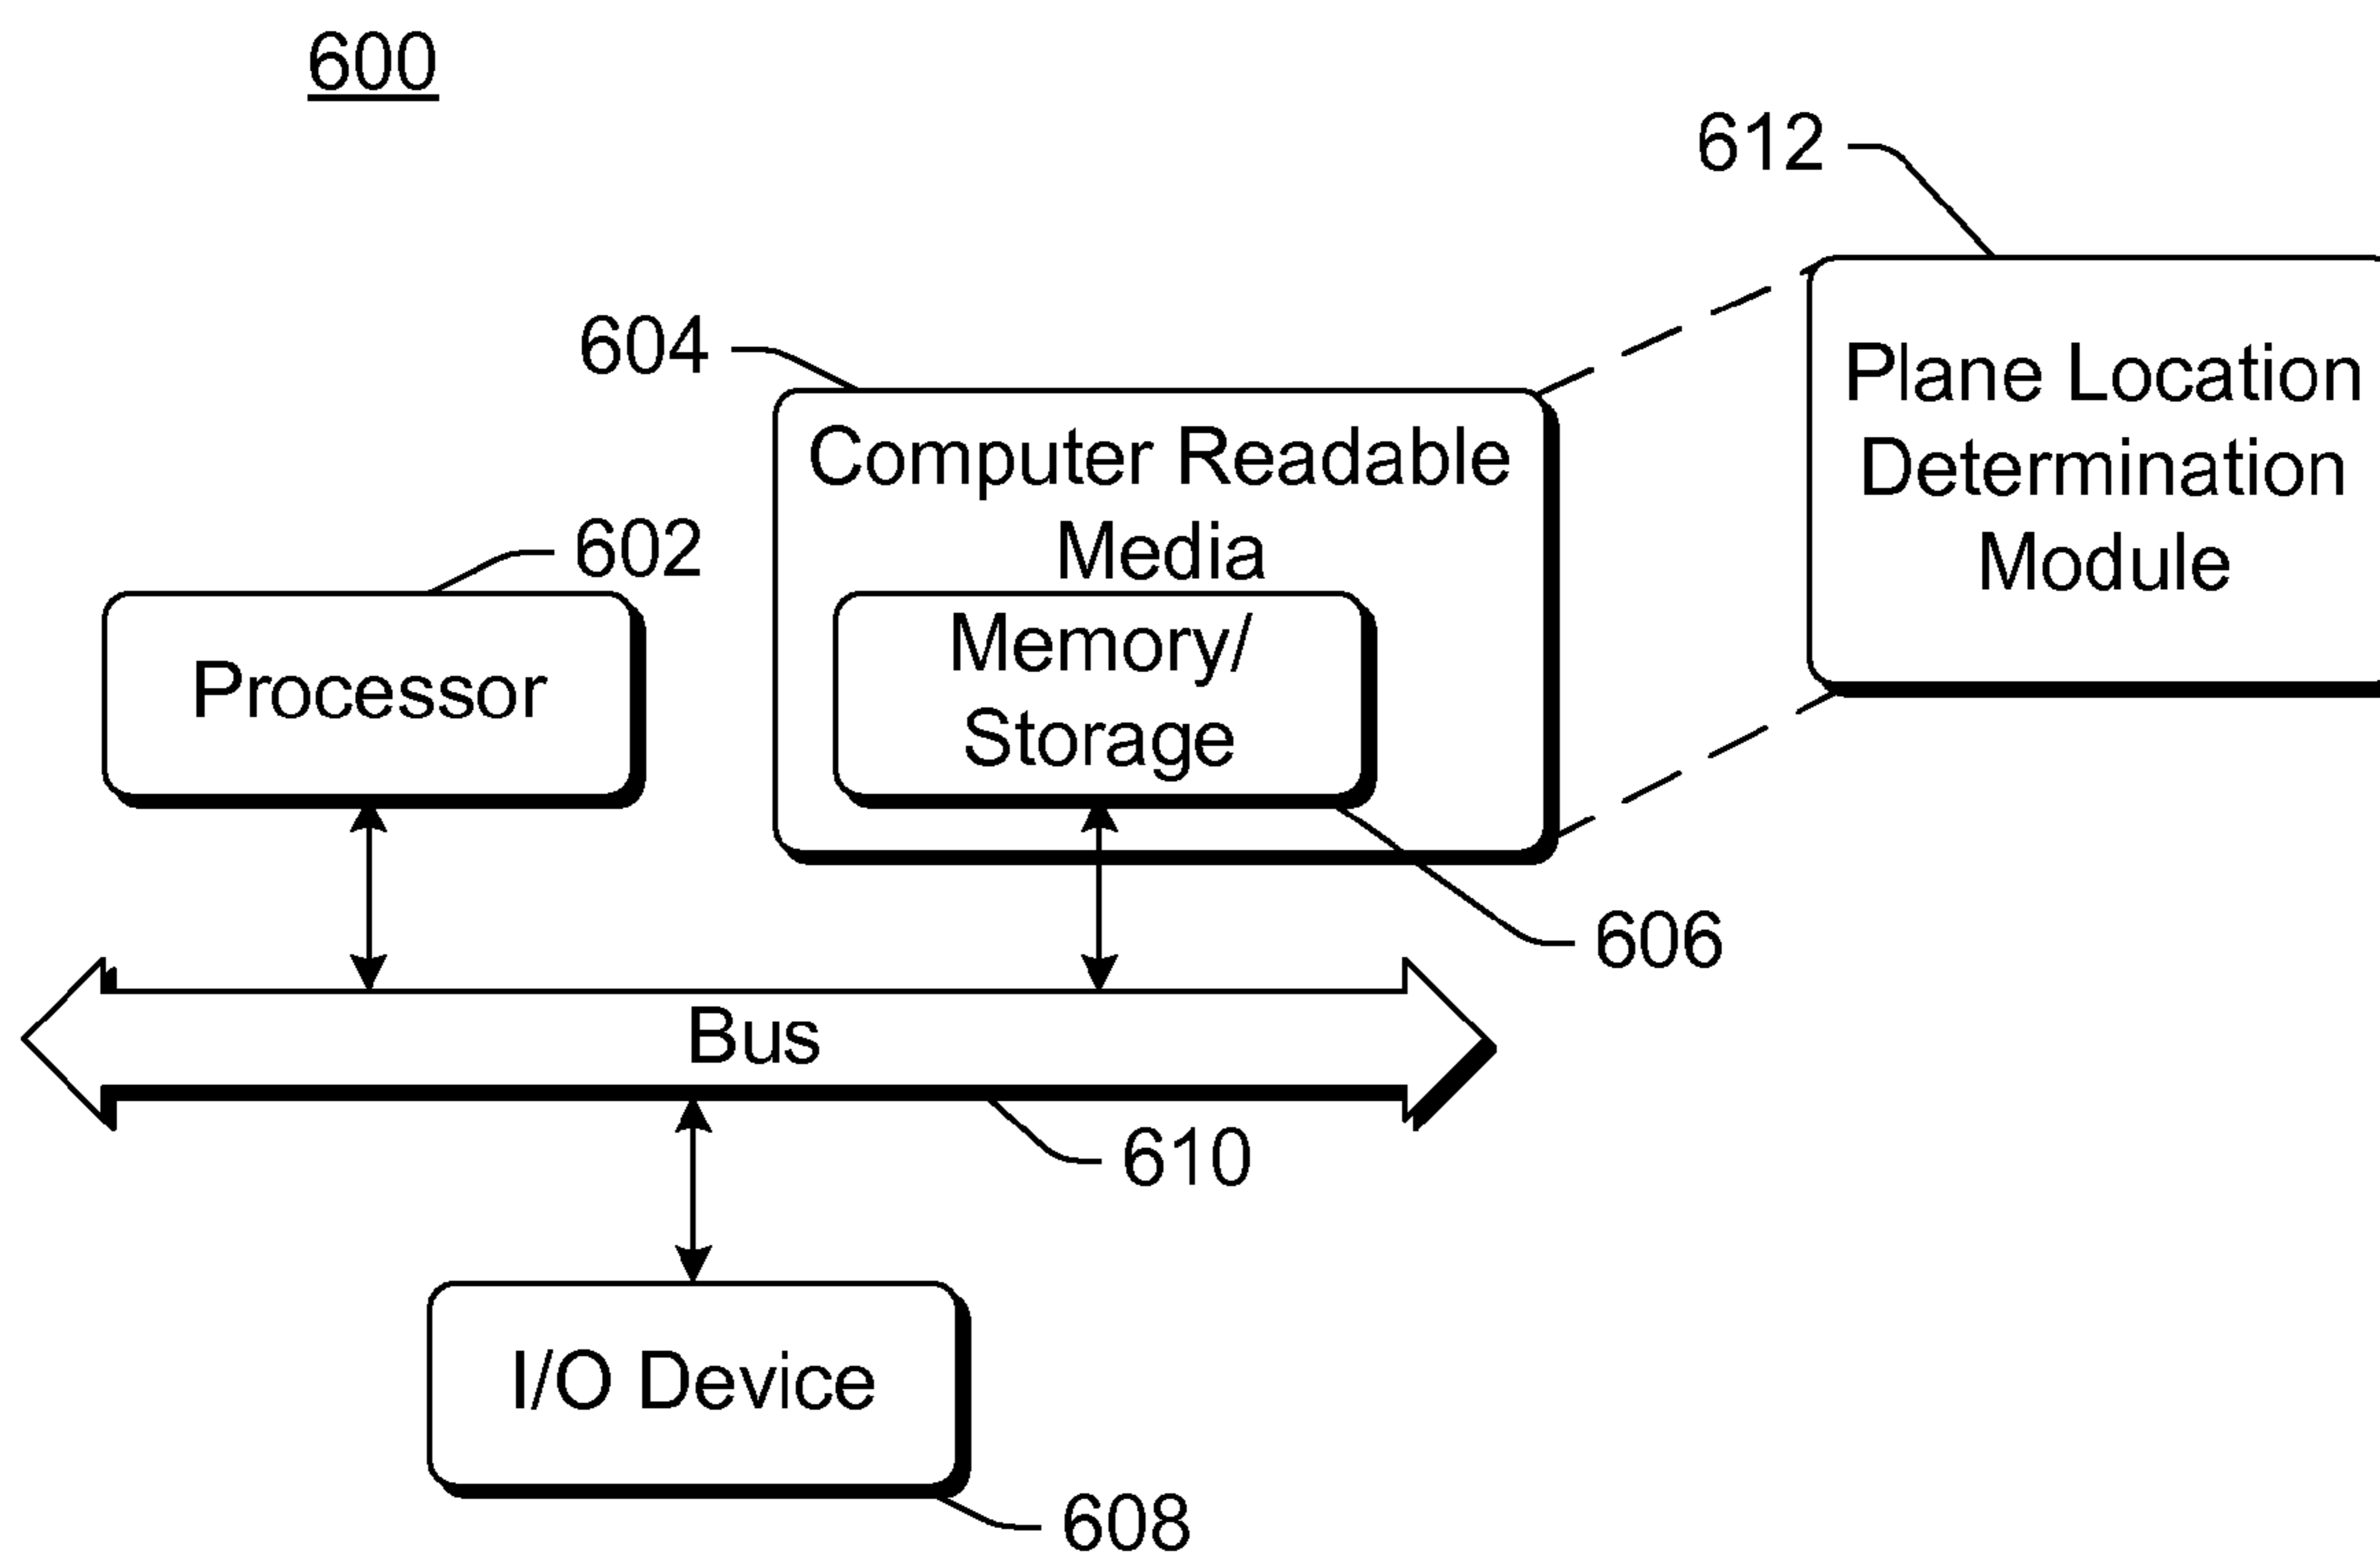 600
612
Plane Location
Determination
Module
604
Computer Readable
Media
602
Memory/
Storage
Processor
606
Bus
610
I/O Device
608